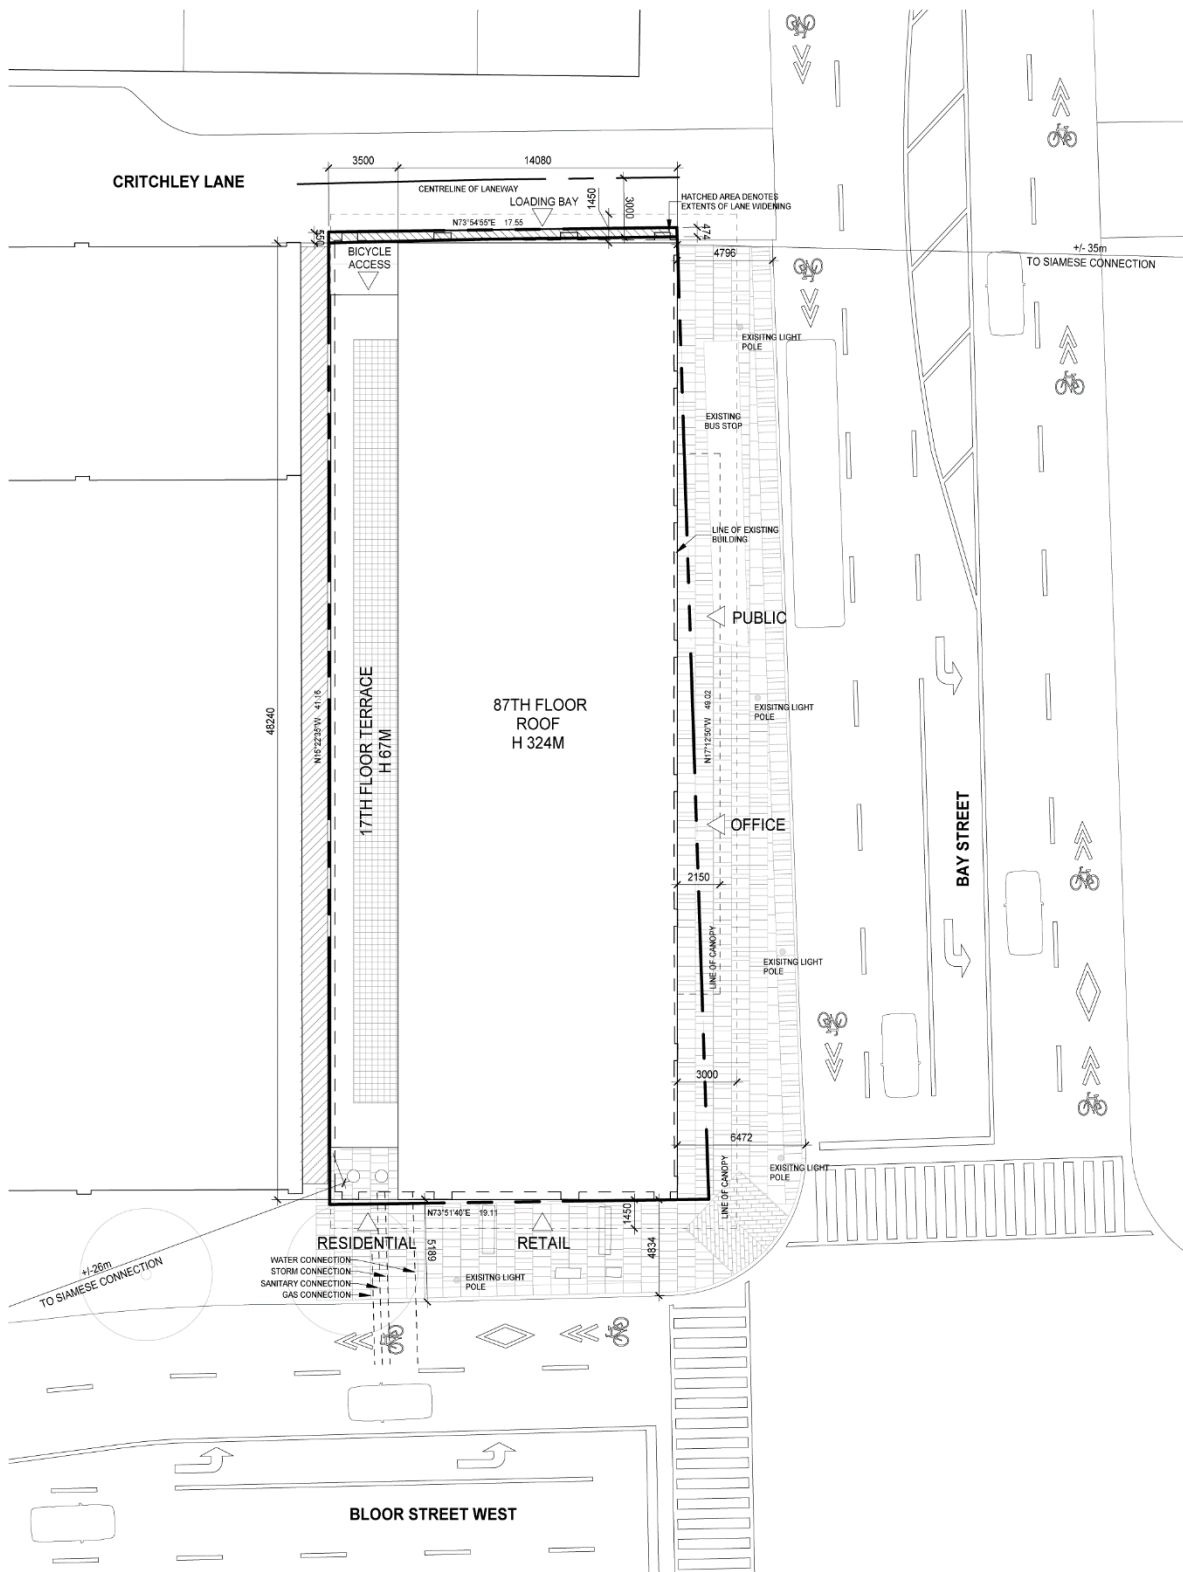 3500
14080
CRITCHLEY LANE
CENTRELINE OF LANEWAY
LOADING BAY
1450
3000
HATCHED AREA DENOTES
EXTENTS OF LANE WIDENING
N73°54'55"E 17.55
474
550
BICYCLE
ACCESS
4796
+/- 35m
TO SIAMESE CONNECTION
EXISITNG LIGHT
POLE
EXISTING
BUS STOP
LINE OF EXISTING
BUILDING
PUBLIC
48240
N15°22'35"W 41.16
17TH FLOOR TERRACE
H 67M
87TH FLOOR
ROOF
H 324M
N17°12'50"W 49.02
EXISITNG LIGHT
POLE
OFFICE
BAY STREET
2150
LINE OF CANOPY
EXISITNG LIGHT
POLE
3000
6472
LINE OF CANOPY
EXISITNG LIGHT
POLE
N73°51'40"E 19.11
1450
RESIDENTIAL
5189
RETAIL
4834
WATER CONNECTION
STORM CONNECTION
SANITARY CONNECTION
GAS CONNECTION
EXISITNG LIGHT
POLE
+/-26m
TO SIAMESE CONNECTION
BLOOR STREET WEST